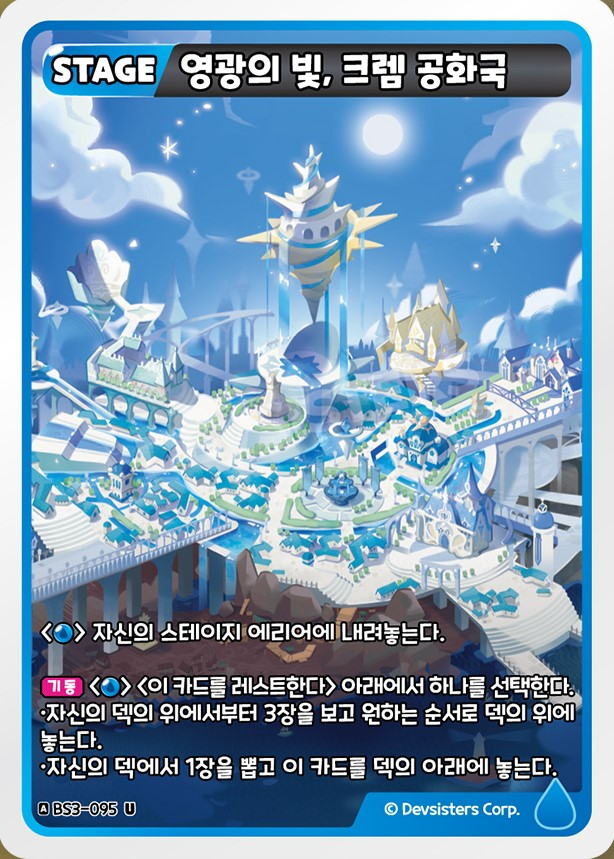 STAGE 영광의 빛, 크렘 공화국
< > 자신의 스테이지 에리어에 내려놓는다.
기동 < > <이 카드를 레스트한다> 아래에서 하나를 선택한다.
·자신의 덱의 위에서부터 3장을 보고 원하는 순서로 덱의 위에
놓는다.
·자신의 덱에서 1장을 뽑고 이 카드를 덱의 아래에 놓는다.
A BS3-095 U
© Devsisters Corp.